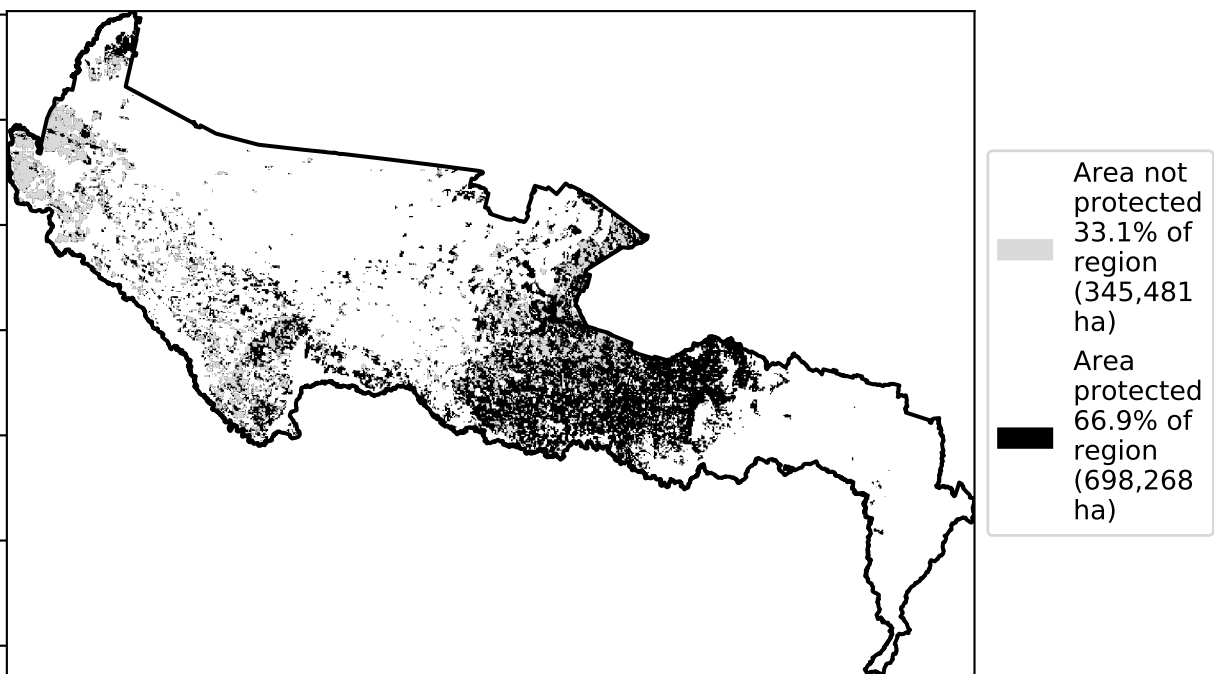 Area not
protected
33.1% of
region
(345,481
ha)
Area
protected
66.9% of
region
(698,268
ha)